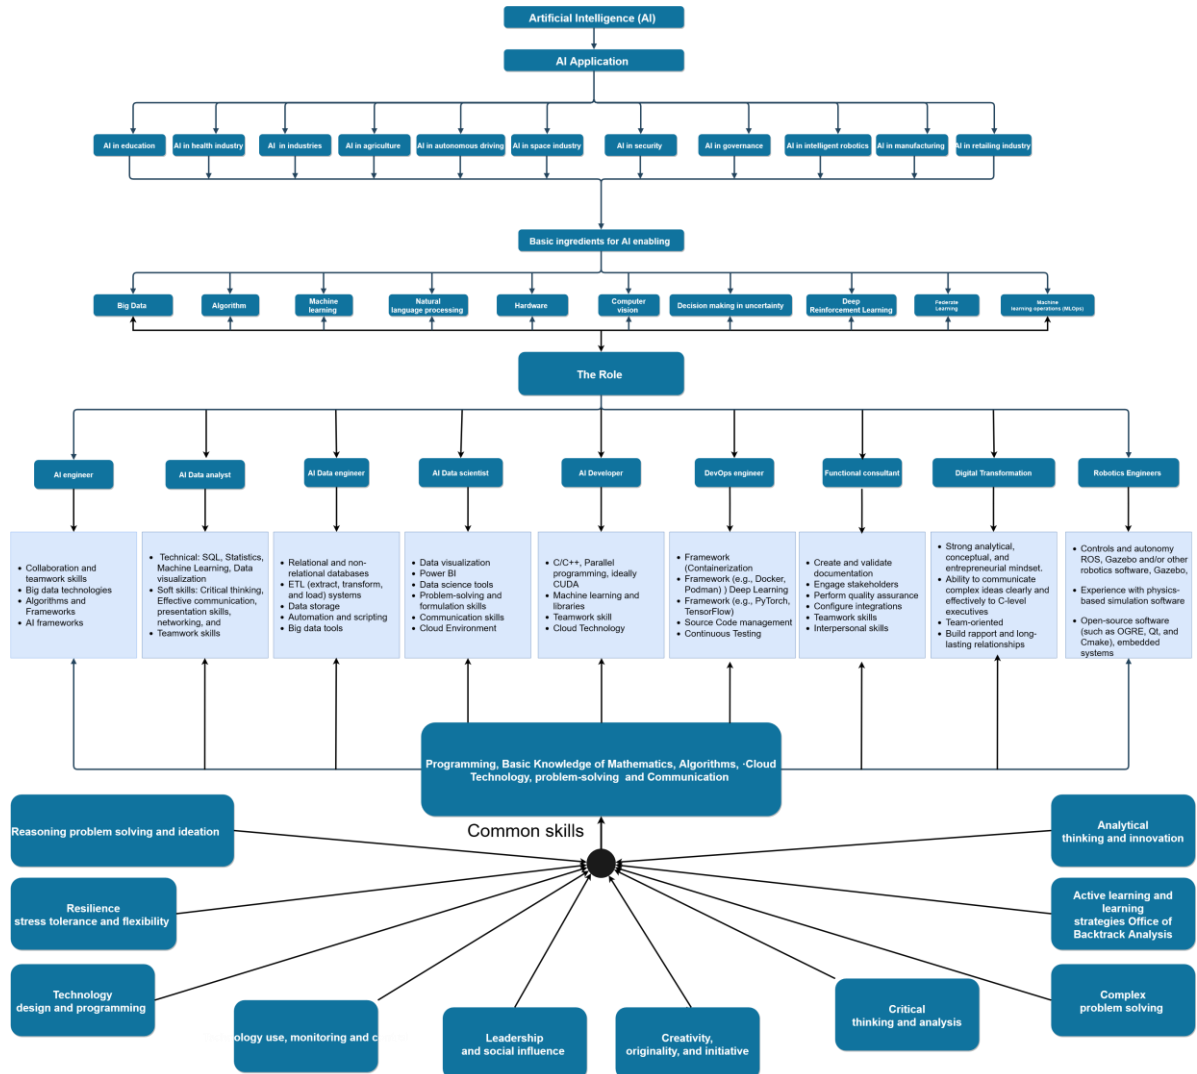 Artificial Intelligence (AI)
AI Application
AI in education
AI in health industry
AI in industries
AI in agriculture
AI in autonomous driving
AI in space industry
AI in security
AI in governance
AI in intelligent robotics
AI in manufacturing
AI in retailing industry
Basic ingredients for AI enabling
Big Data
Algorithm
Machine
learning
Natural
language processing
Hardware
Computer
vision
Decision making in uncertainty
Deep
Reinforcement Learning
Federate
Learning
Machine
learning operations (MLOps)
The Role
AI engineer
AI Data analyst
AI Data engineer
AI Data scientist
AI Developer
DevOps engineer
Functional consultant
Digital Transformation
Robotics Engineers
• Collaboration and
teamwork skills
• Big data technologies
• Algorithms and
Frameworks
• AI frameworks
• Technical: SQL, Statistics,
Machine Learning, Data
visualization
• Soft skills: Critical thinking,
Effective communication,
presentation skills,
networking, and
• Teamwork skills
• Relational and non-
relational databases
• ETL (extract, transform,
and load) systems
• Data storage
• Automation and scripting
• Big data tools
• Data visualization
• Power BI
• Data science tools
• Problem-solving and
formulation skills
• Communication skills
• Cloud Environment
• C/C++, Parallel
programming, ideally
CUDA
• Machine learning and
libraries
• Teamwork skill
• Cloud Technology
• Framework
(Containerization
• Framework (e.g., Docker,
Podman) ) Deep Learning
• Framework (e.g., PyTorch,
TensorFlow)
• Source Code management
• Continuous Testing
• Create and validate
documentation
• Engage stakeholders
• Perform quality assurance
• Configure integrations
• Teamwork skills
• Interpersonal skills
• Strong analytical,
conceptual, and
entrepreneurial mindset.
• Ability to communicate
complex ideas clearly and
effectively to C-level
executives
• Team-oriented
• Build rapport and long-
lasting relationships
• Controls and autonomy
ROS, Gazebo and/or other
robotics software, Gazebo,
• Experience with physics-
based simulation software
• Open-source software
(such as OGRE, Qt, and
Cmake), embedded
systems
Programming, Basic Knowledge of Mathematics, Algorithms, ·Cloud
Technology, problem-solving and Communication
Common skills
Reasoning problem solving and ideation
Analytical
thinking and innovation
Resilience
stress tolerance and flexibility
Active learning and
learning
strategies Office of
Backtrack Analysis
Technology
design and programming
Complex
problem solving
ology use, monitoring and c
Leadership
and social influence
Creativity,
originality, and initiative
Critical
thinking and analysis